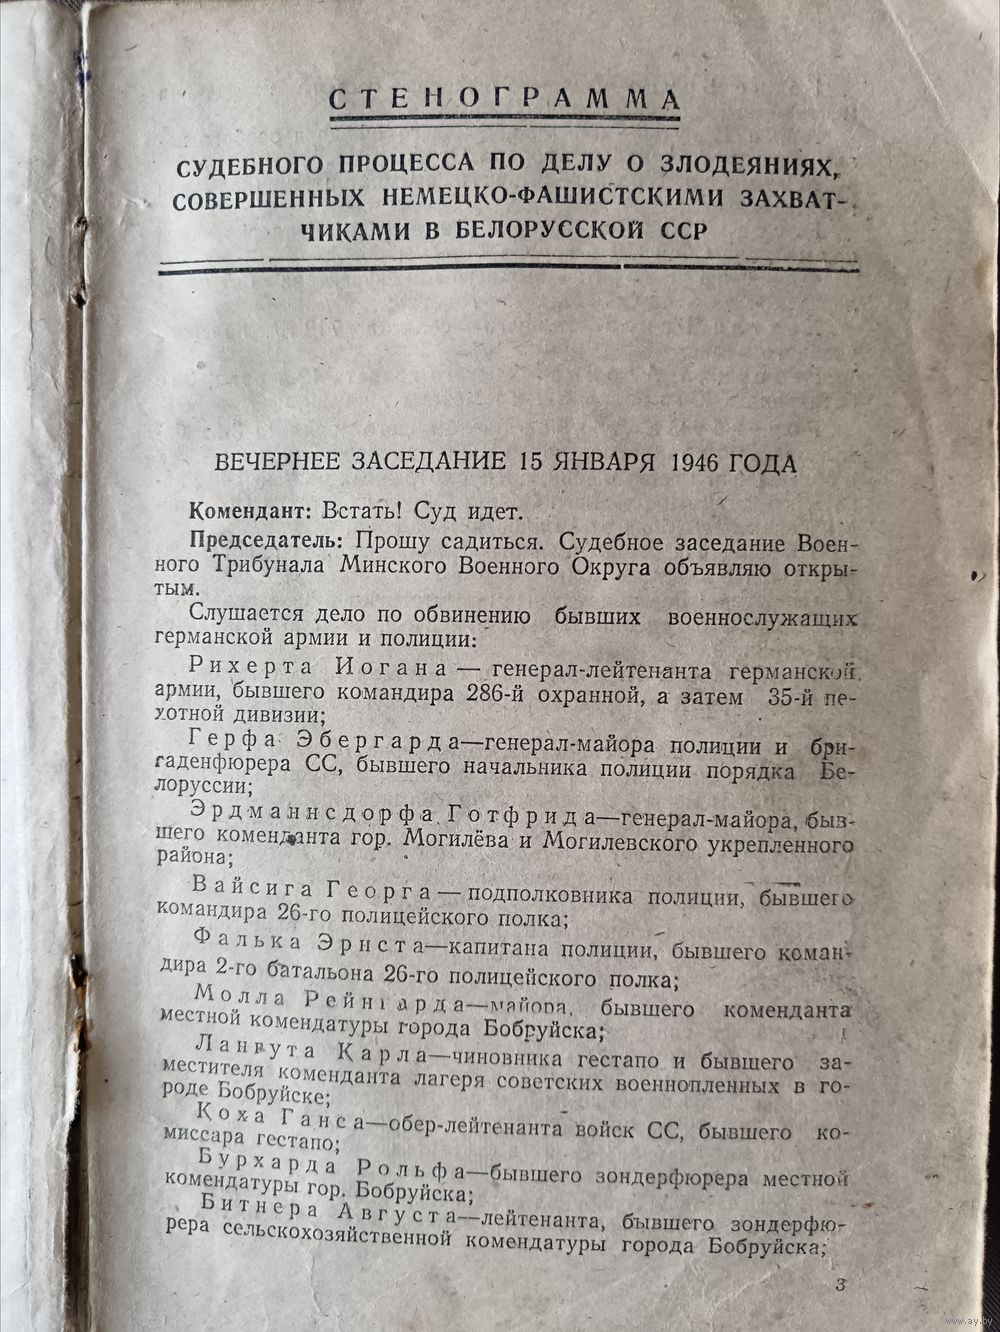 СТЕНОГРАММА
СУДЕБНОГО ПРОЦЕССА ПО ДЕЛУ О ЗЛОДЕЯНИЯХ,
СОВЕРШЕННЫХ НЕМЕЦКО-ФАШИСТСКИМИ ЗАХВАТ-
ЧИКАМИ В БЕЛОРУССКОЙ ССР
ВЕЧЕРНЕЕ ЗАСЕДАНИЕ 15 ЯНВАРЯ 1946 ГОДА
Комендант: Встать! Суд идет.
Председатель: Прошу садиться. Судебное заседание Воен-
ного Трибунала Минского Военного Округа объявляю откры-
тым.
Слушается дело по обвинению бывших военнослужащих
германской армии и полиции:
Рихерта Иогана — генерал-лейтенанта германской
армии, бывшего командира 286-й охранной, а затем 35-й пе-
хотной дивизии;
Герфа Эбергарда—генерал-майора полиции и бри-
гаденфюрера СС, бывшего начальника полиции порядка Бе-
лоруссии;
Эрдманнсдорфа Готфрида—генерал-майора, быв-
шего коменданта гор. Могилёва и Могилевского укрепленного
района;
Вайсига Георга — подполковника полиции, бывшего
командира 26-го полицейского полка;
Фалька Эрнста—капитана полиции, бывшего коман-
дира 2-го батальона 26-го полицейского полка;
Молла Рейнгарда—майора, бывшего коменданта
местной комендатуры города Бобруйска;
Лангута Карла—чиновника гестапо и бывшего за-
местителя коменданта лагеря советских военнопленных в го-
роде Бобруйске;
Коха Ганса—обер-лейтенанта войск СС, бывшего ко-
миссара гестапо;
Бурхарда Рольфа—бывшего зондерфюрера местной
комендатуры гор. Бобруйска;
Битнера Августа—лейтенанта, бывшего зондерфю-
рера сельскохозяйственной комендатуры города Бобруйска;
3
www.ay.by